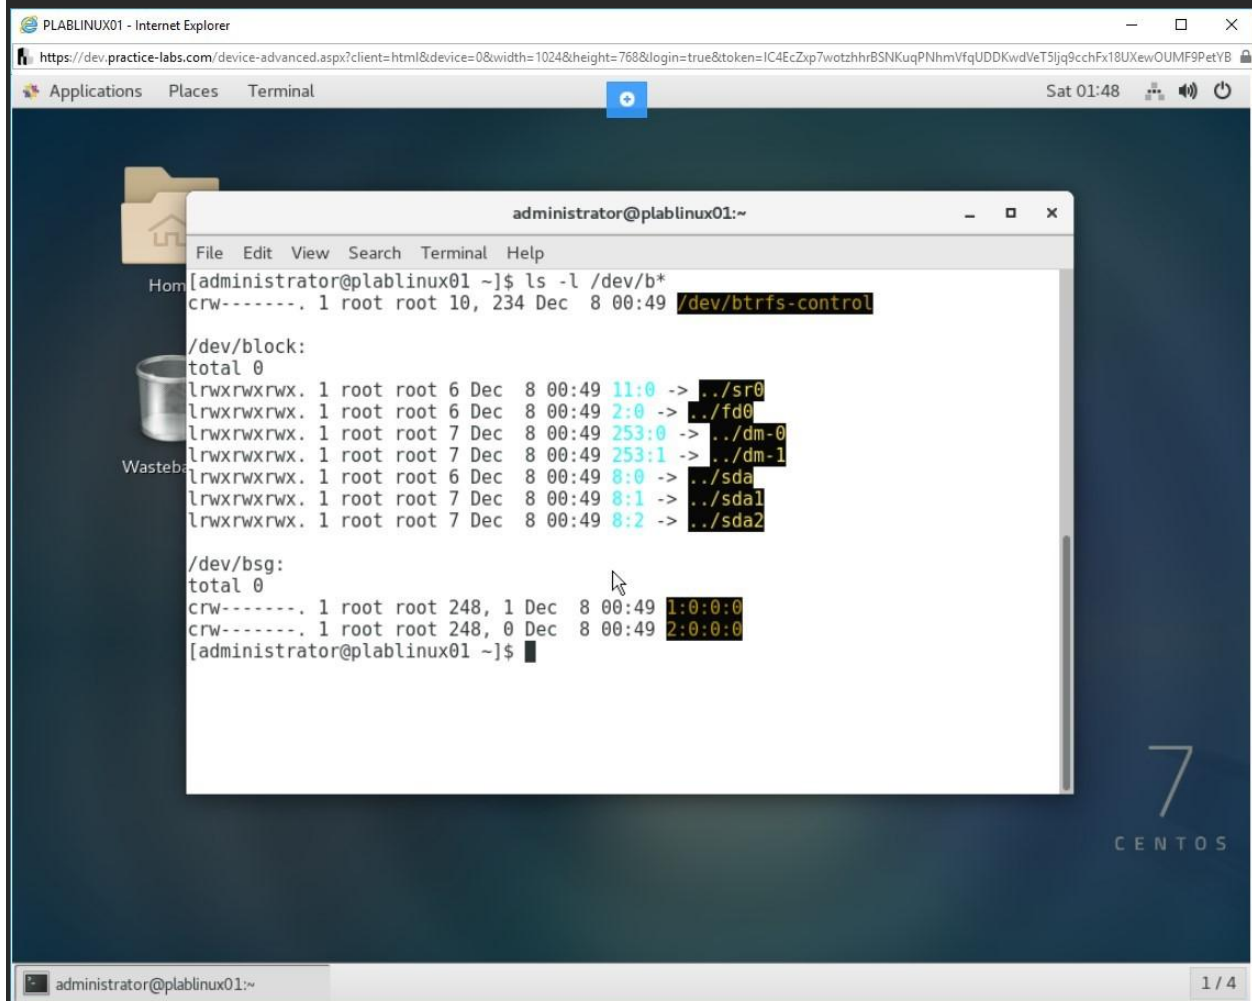 PLABLINUX01 - Internet Explorer
https://dev.practice-labs.com/device-advanced.aspx?client=html&device=0&width=1024&height=768&login=true&token=
Applications Places Terminal Sat 01:48
administrator@plablinux01:~
File Edit View Search Terminal Help
[administrator@plablinux01 ~]$ ls -l /dev/b*
crw-------. 1 root root 10, 234 Dec  8 00:49 /dev/btrfs-control
/dev/block:
total 0
lrwxrwxrwx. 1 root root 6 Dec  8 00:49 11:0 -> ../sr0
lrwxrwxrwx. 1 root root 6 Dec  8 00:49 2:0 -> ../fd0
lrwxrwxrwx. 1 root root 7 Dec  8 00:49 253:0 -> ../dm-0
lrwxrwxrwx. 1 root root 7 Dec  8 00:49 253:1 -> ../dm-1
lrwxrwxrwx. 1 root root 6 Dec  8 00:49 8:0 -> ../sda
lrwxrwxrwx. 1 root root 7 Dec  8 00:49 8:1 -> ../sda1
lrwxrwxrwx. 1 root root 7 Dec  8 00:49 8:2 -> ../sda2
/dev/bsg:
total 0
crw-------. 1 root root 248, 1 Dec  8 00:49 1:0:0:0
crw-------. 1 root root 248, 0 Dec  8 00:49 2:0:0:0
[administrator@plablinux01 ~]$
Hom
Wasteba
7
CENTOS
administrator@plablinux01:~
1 / 4